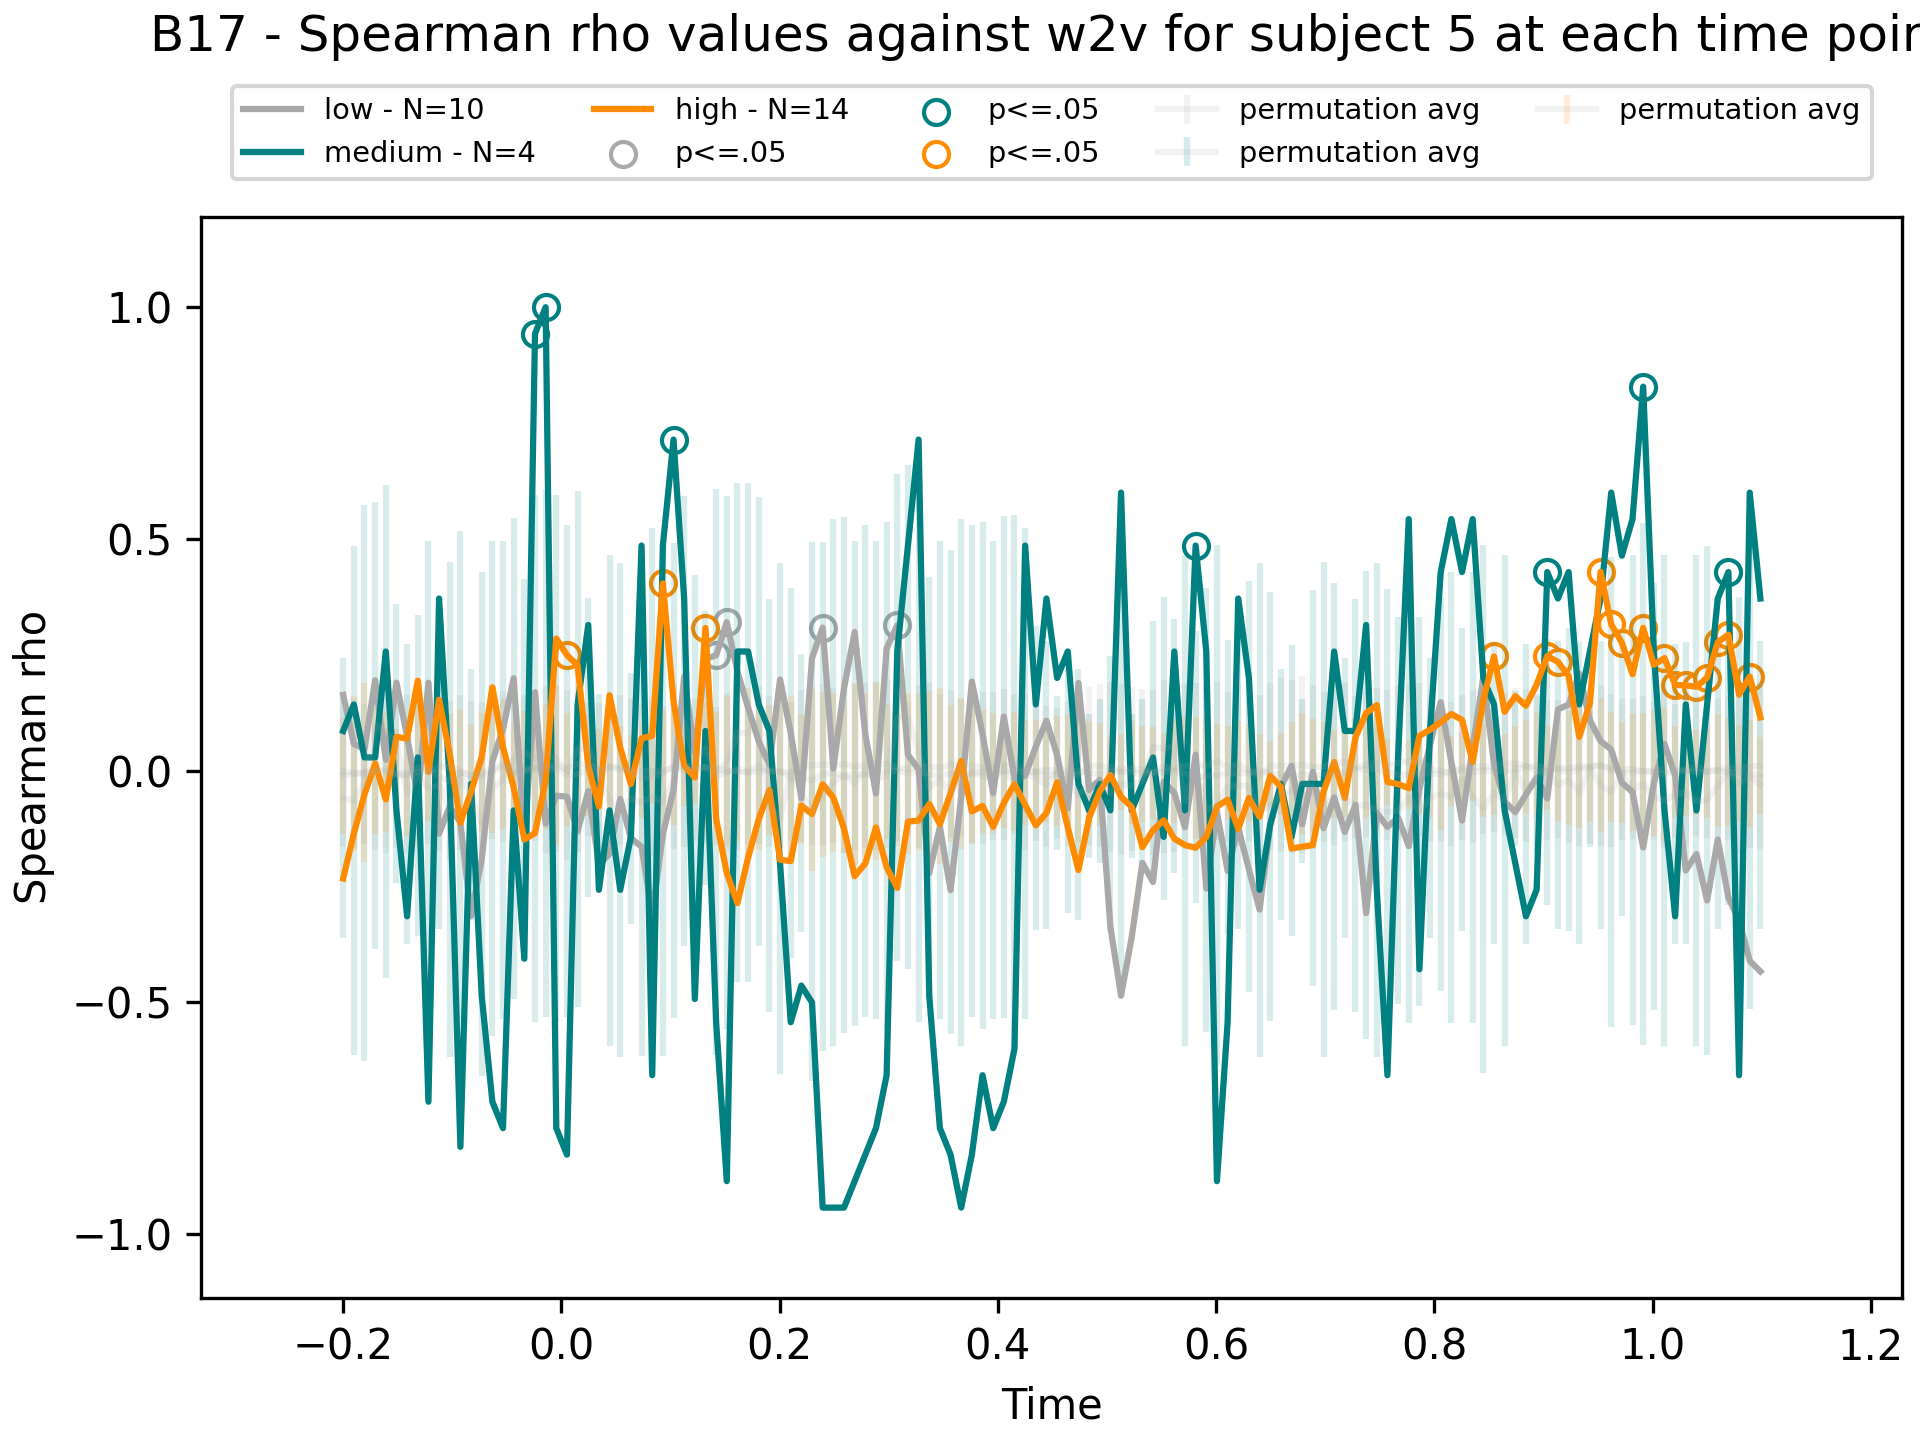 B17 - Spearman rho values against w2v for subject 5 at each time poin
low - N=10
medium - N=4
high - N=14
p<=.05
p<=.05
p<=.05
permutation avg
permutation avg
permutation avg
Spearman rho
1.0
0.5
0.0
−0.5
−1.0
−0.2 0.0 0.2 0.4 0.6 0.8 1.0 1.2
Time